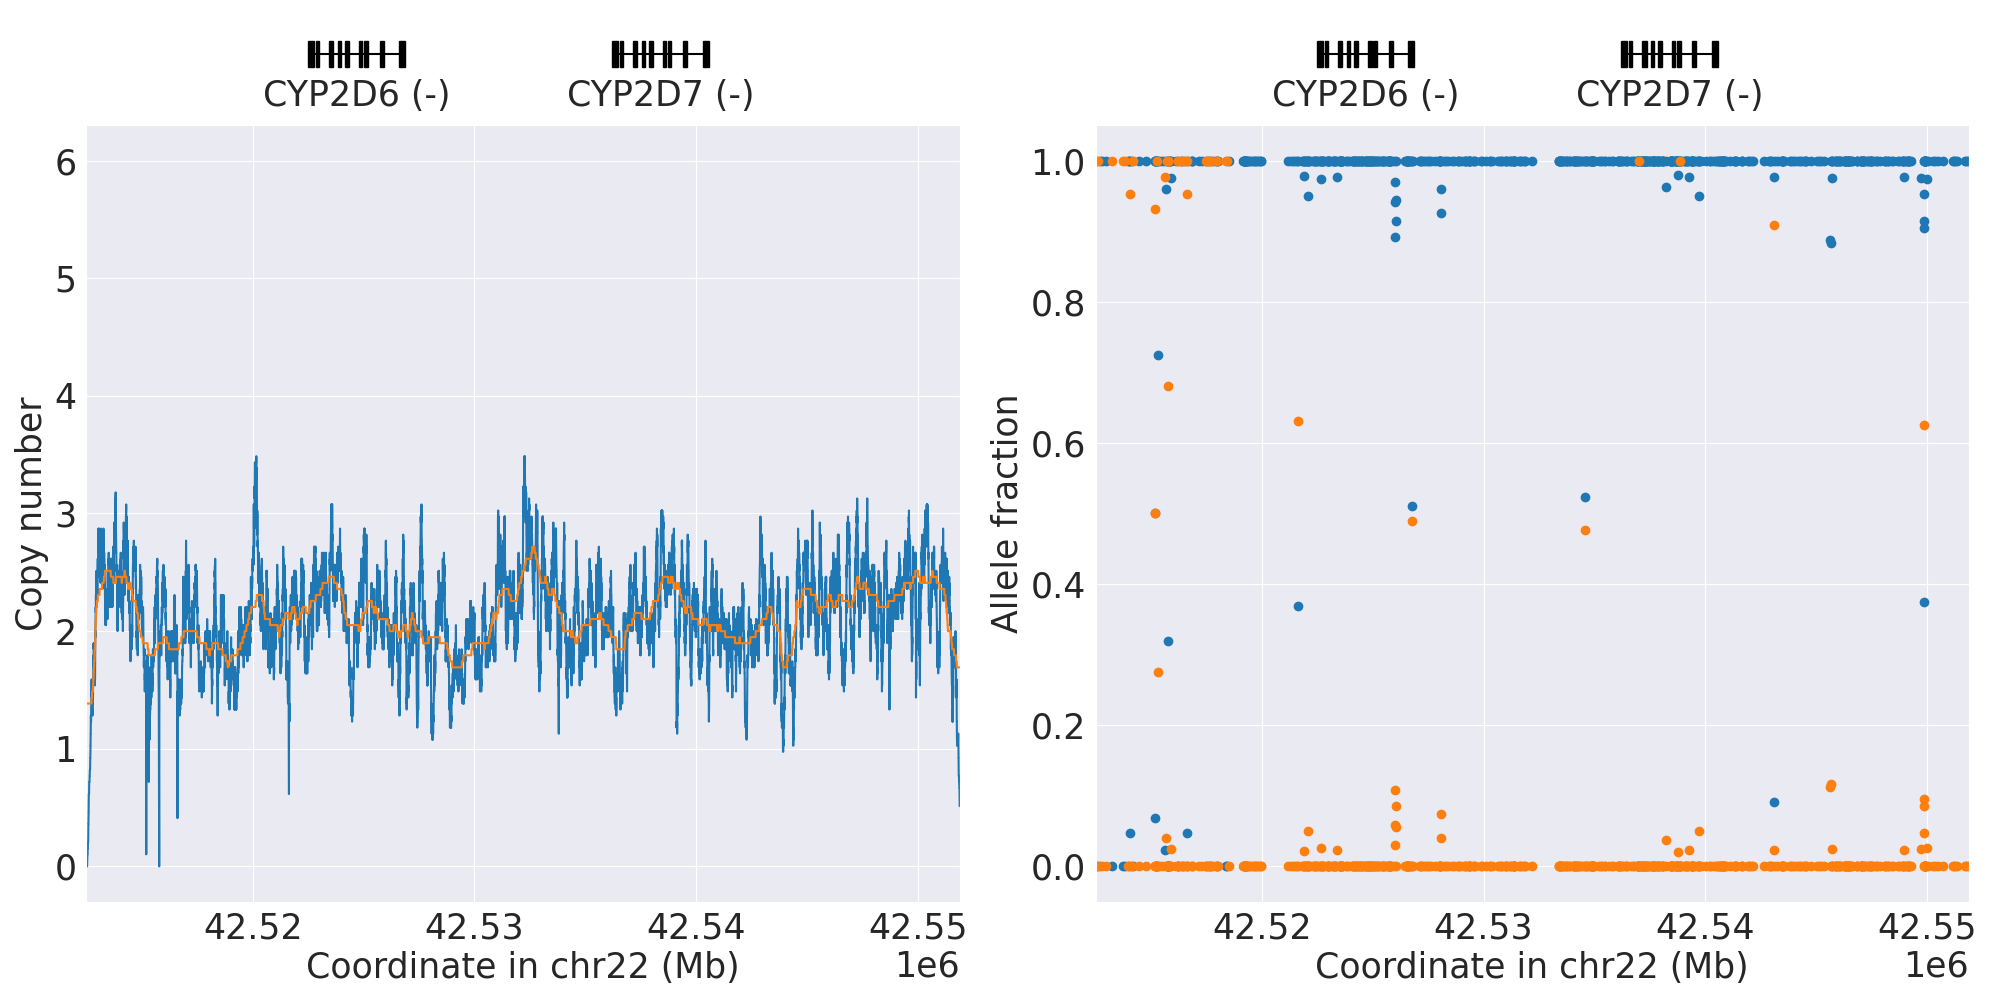 CYP2D6 (-) CYP2D7 (-)
6
5
4
3
2
1
0
Copy number
42.52 42.53 42.54 42.55
Coordinate in chr22 (Mb) 1e6
CYP2D6 (-) CYP2D7 (-)
1.0
0.8
0.6
0.4
0.2
0.0
Allele fraction
42.52 42.53 42.54 42.55
Coordinate in chr22 (Mb) 1e6